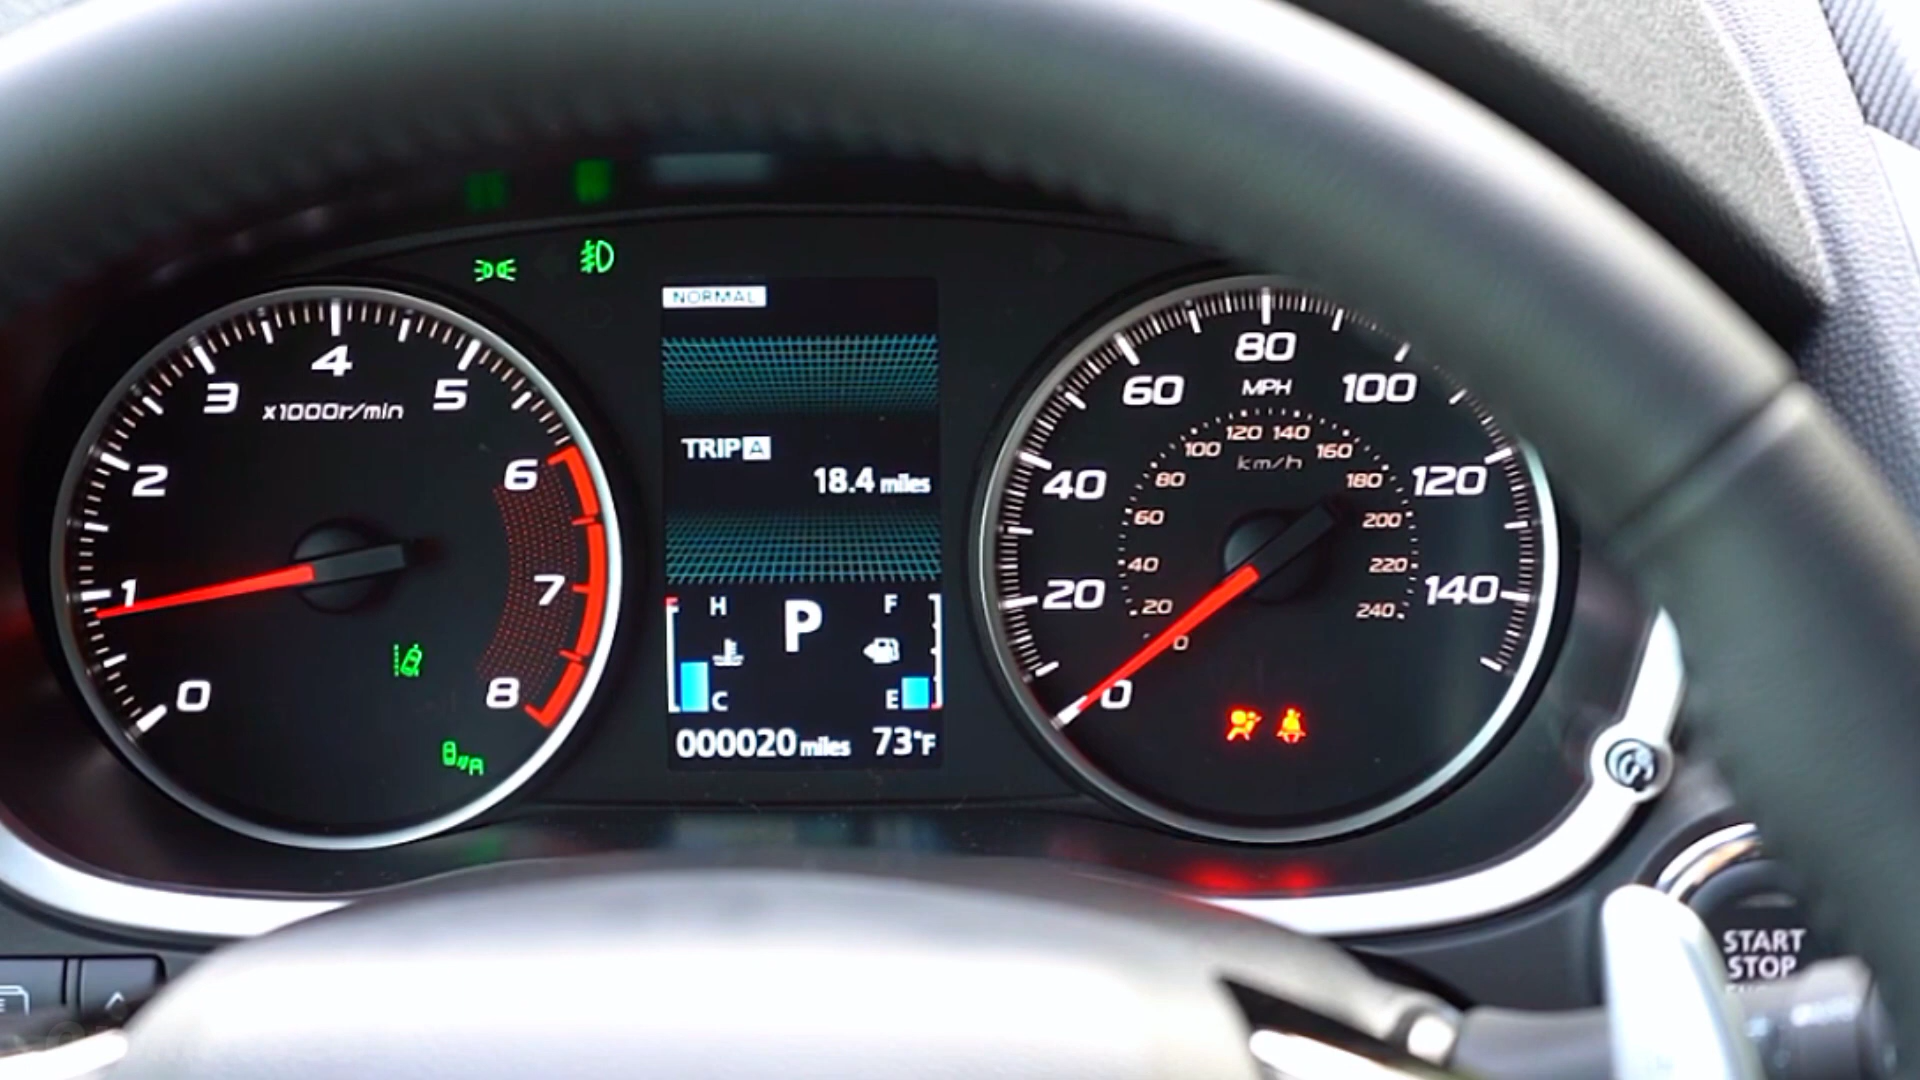 NORMAL
TRIP A
18.4 miles
H
C
P
F
E
000020 miles
73°F
0
1
2
3
4
5
6
7
8
x1000r/min
0
20
40
60
80
100
120
140
MPH
km/h
0
20
40
60
80
100
120
140
160
180
200
220
240
A
START
STOP